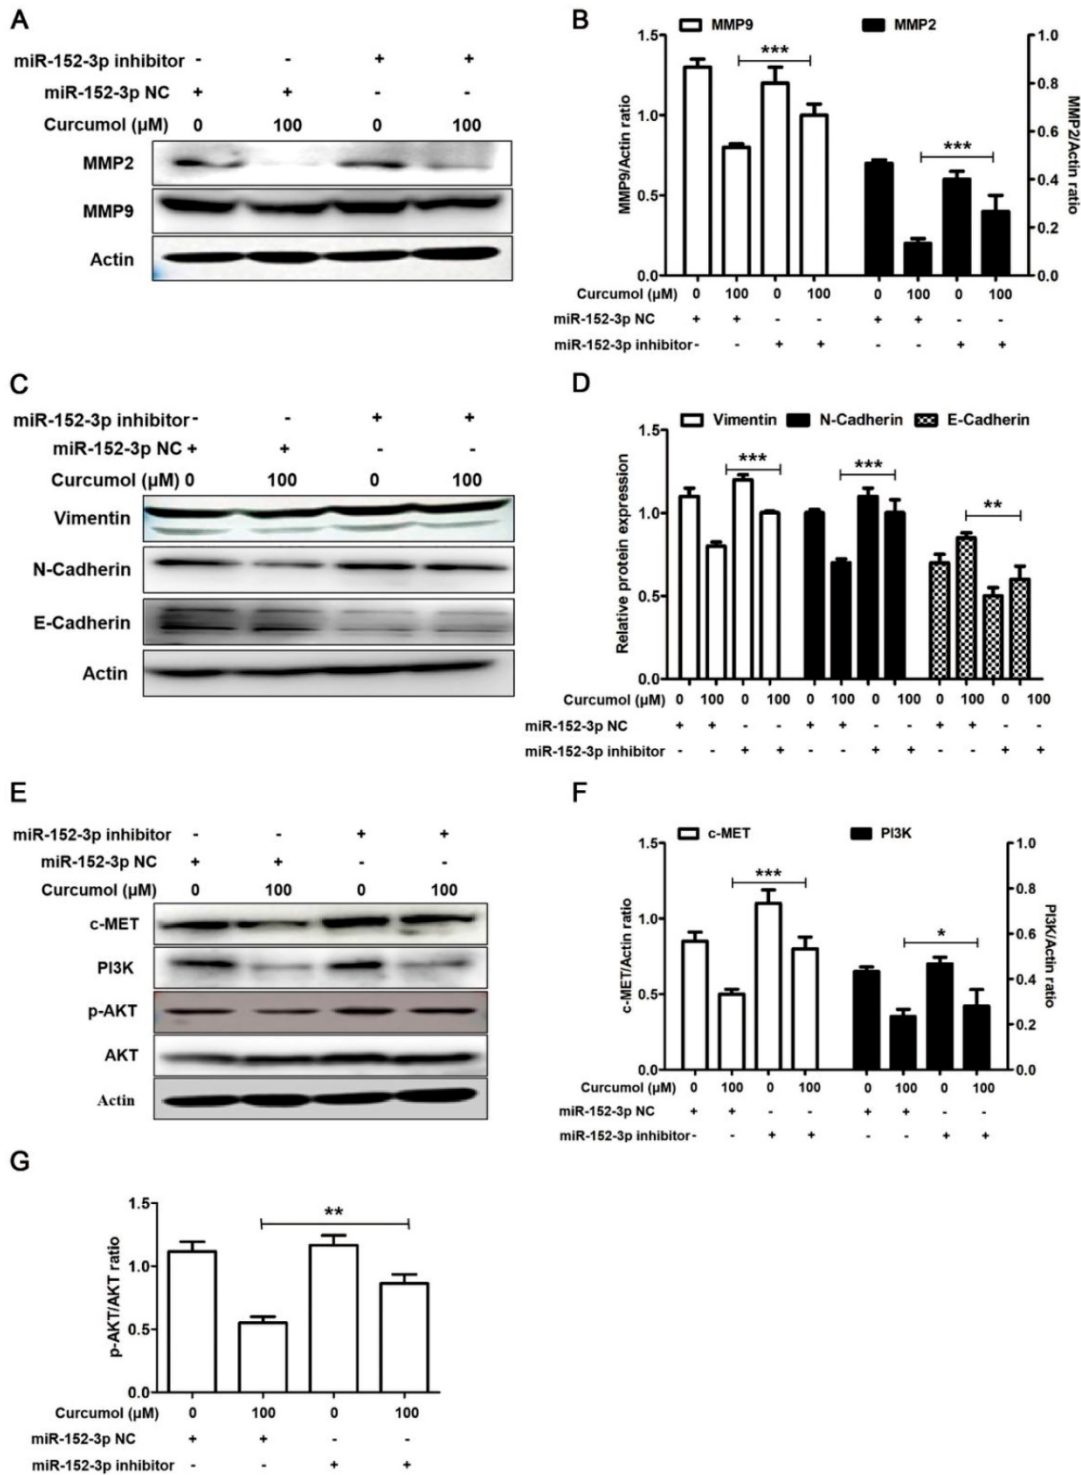 A
miR-152-3p inhibitor - - + +
miR-152-3p NC + + - -
Curcumol (μM) 0 100 0 100
MMP2
MMP9
Actin
B
MMP9 MMP2
1.5 1.0 0.5 0.0
MMP9/Actin ratio
*** ***
1.0 0.8 0.6 0.4 0.2 0.0
MMP2/Actin ratio
Curcumol (μM) 0 100 0 100 0 100 0 100
miR-152-3p NC + + - - + + - -
miR-152-3p inhibitor - - + + - - + +
C
miR-152-3p inhibitor - - + +
miR-152-3p NC + + - -
Curcumol (μM) 0 100 0 100
Vimentin
N-Cadherin
E-Cadherin
Actin
D
Vimentin N-Cadherin E-Cadherin
1.5 1.0 0.5 0.0
Relative protein expression
*** *** **
Curcumol (μM) 0 100 0 100 0 100 0 100 0 100 0 100
miR-152-3p NC + + - - + + - - + + - -
miR-152-3p inhibitor - - + + - - + + - - + +
E
miR-152-3p inhibitor - - + +
miR-152-3p NC + + - -
Curcumol (μM) 0 100 0 100
c-MET
PI3K
p-AKT
AKT
Actin
F
c-MET PI3K
1.5 1.0 0.5 0.0
c-MET/Actin ratio
*** *
1.0 0.8 0.6 0.4 0.2 0.0
PI3K/Actin ratio
Curcumol (μM) 0 100 0 100 0 100 0 100
miR-152-3p NC + + - - + + - -
miR-152-3p inhibitor - - + + - - + +
G
1.5 1.0 0.5 0.0
p-AKT/AKT ratio
**
Curcumol (μM) 0 100 0 100
miR-152-3p NC + + - -
miR-152-3p inhibitor - - + +